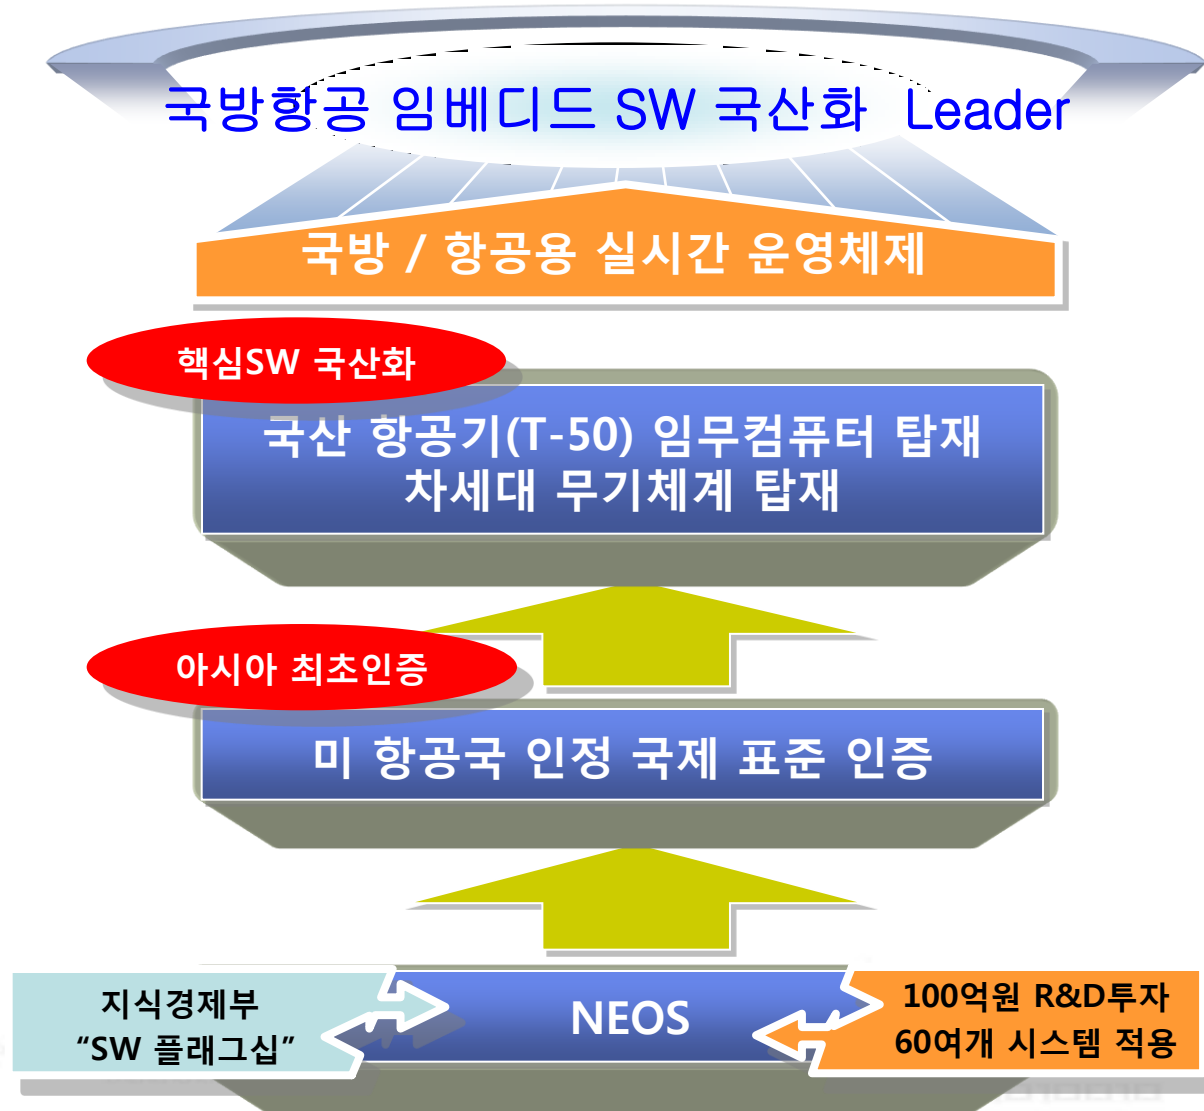 국방항공 임베디드 SW 국산화 Leader
국방 / 항공용 실시간 운영체제
핵심SW 국산화
국산 항공기(T-50) 임무컴퓨터 탑재
차세대 무기체계 탑재
아시아 최초인증
미 항공국 인정 국제 표준 인증
지식경제부
“SW 플래그십”
NEOS
100억원 R&D투자
60여개 시스템 적용